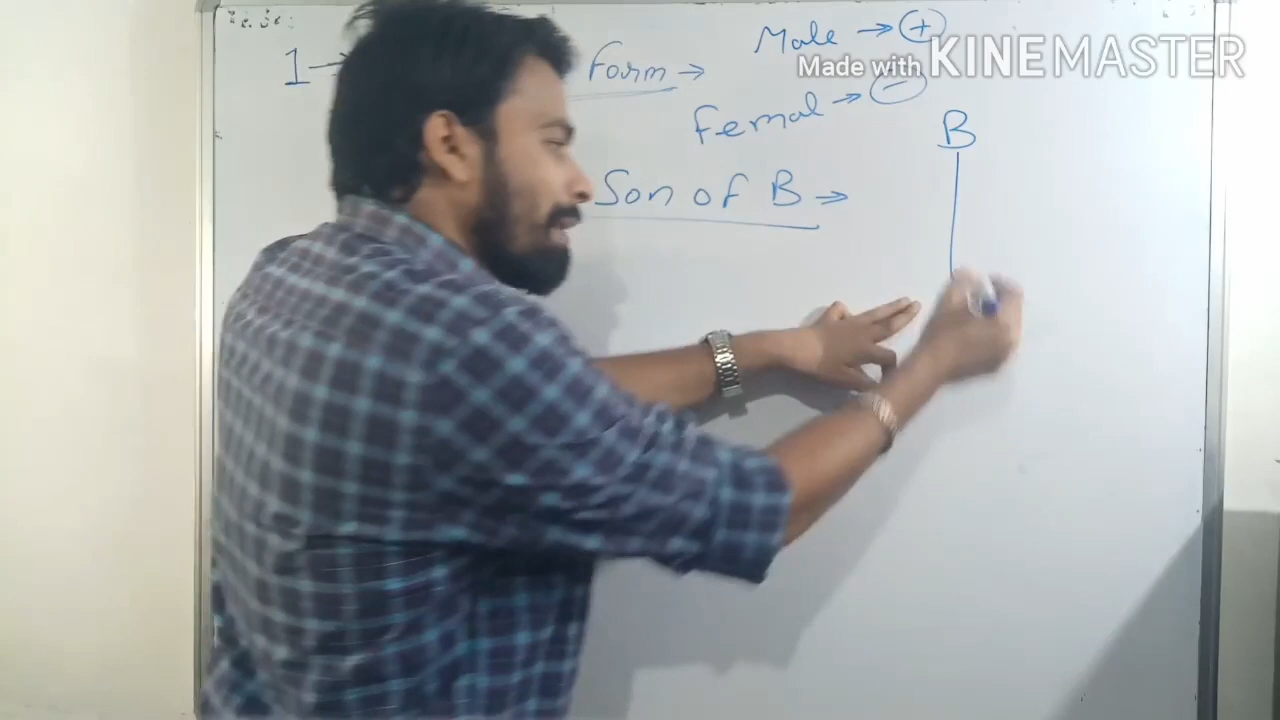 Male → (+)
1 → Form →
Made with KINEMASTER
Femal → (-)
B
Son of B →